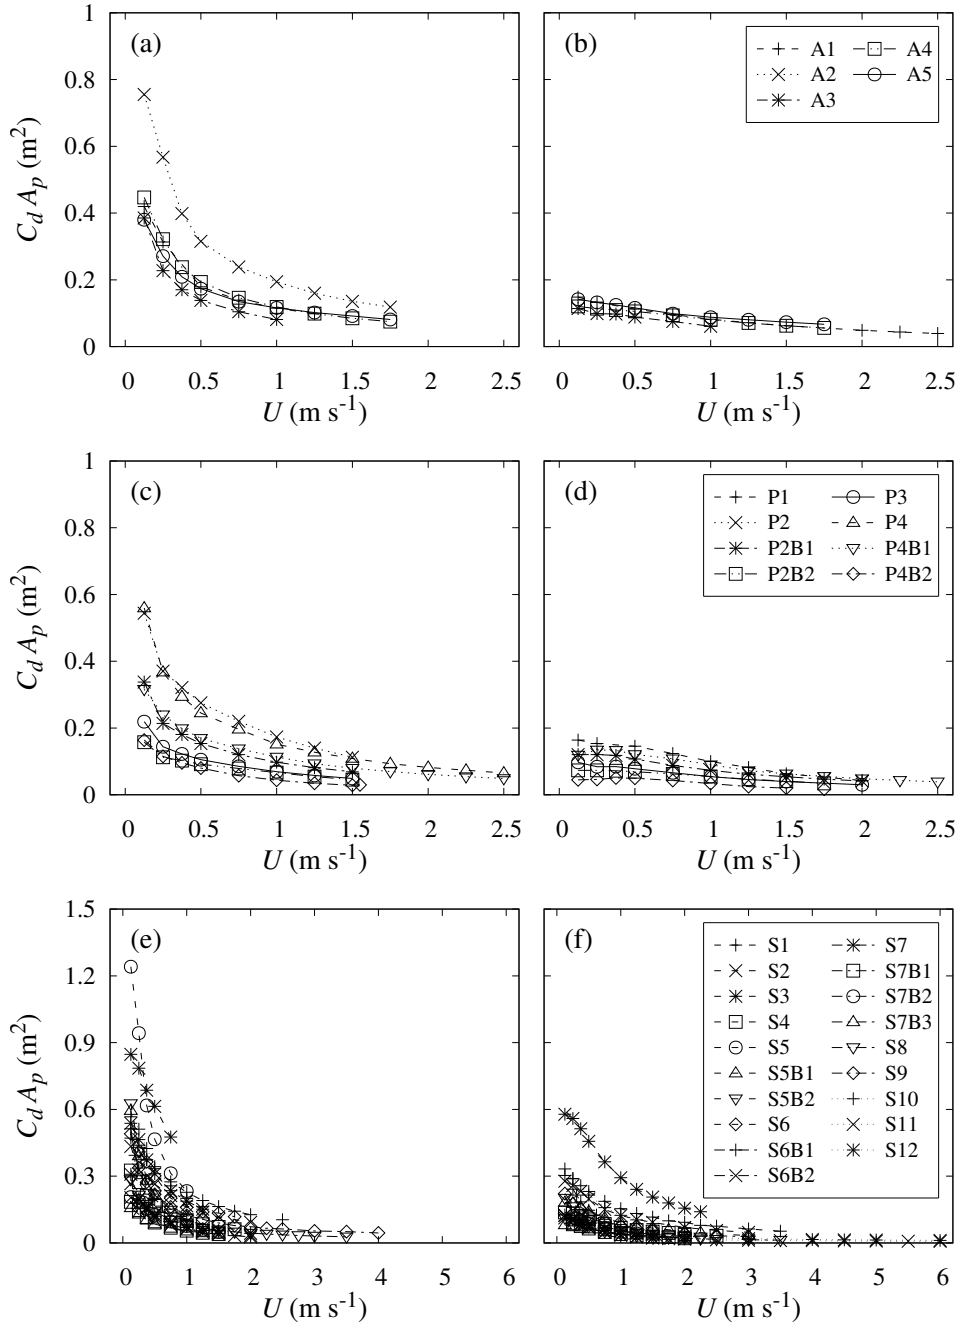 (a)
1
0.8
0.6
0.4
0.2
0
C_d A_p (m²)
0 0.5 1 1.5 2 2.5
U (m s⁻¹)
(b)
A1 A4
A2 A5
A3
0 0.5 1 1.5 2 2.5
U (m s⁻¹)
(c)
1
0.8
0.6
0.4
0.2
0
C_d A_p (m²)
0 0.5 1 1.5 2 2.5
U (m s⁻¹)
(d)
P1 P3
P2 P4
P2B1 P4B1
P2B2 P4B2
0 0.5 1 1.5 2 2.5
U (m s⁻¹)
(e)
1.5
1.2
0.9
0.6
0.3
0
C_d A_p (m²)
0 1 2 3 4 5 6
U (m s⁻¹)
(f)
S1 S7
S2 S7B1
S3 S7B2
S4 S7B3
S5 S8
S5B1 S9
S5B2 S10
S6 S11
S6B1 S12
S6B2
0 1 2 3 4 5 6
U (m s⁻¹)